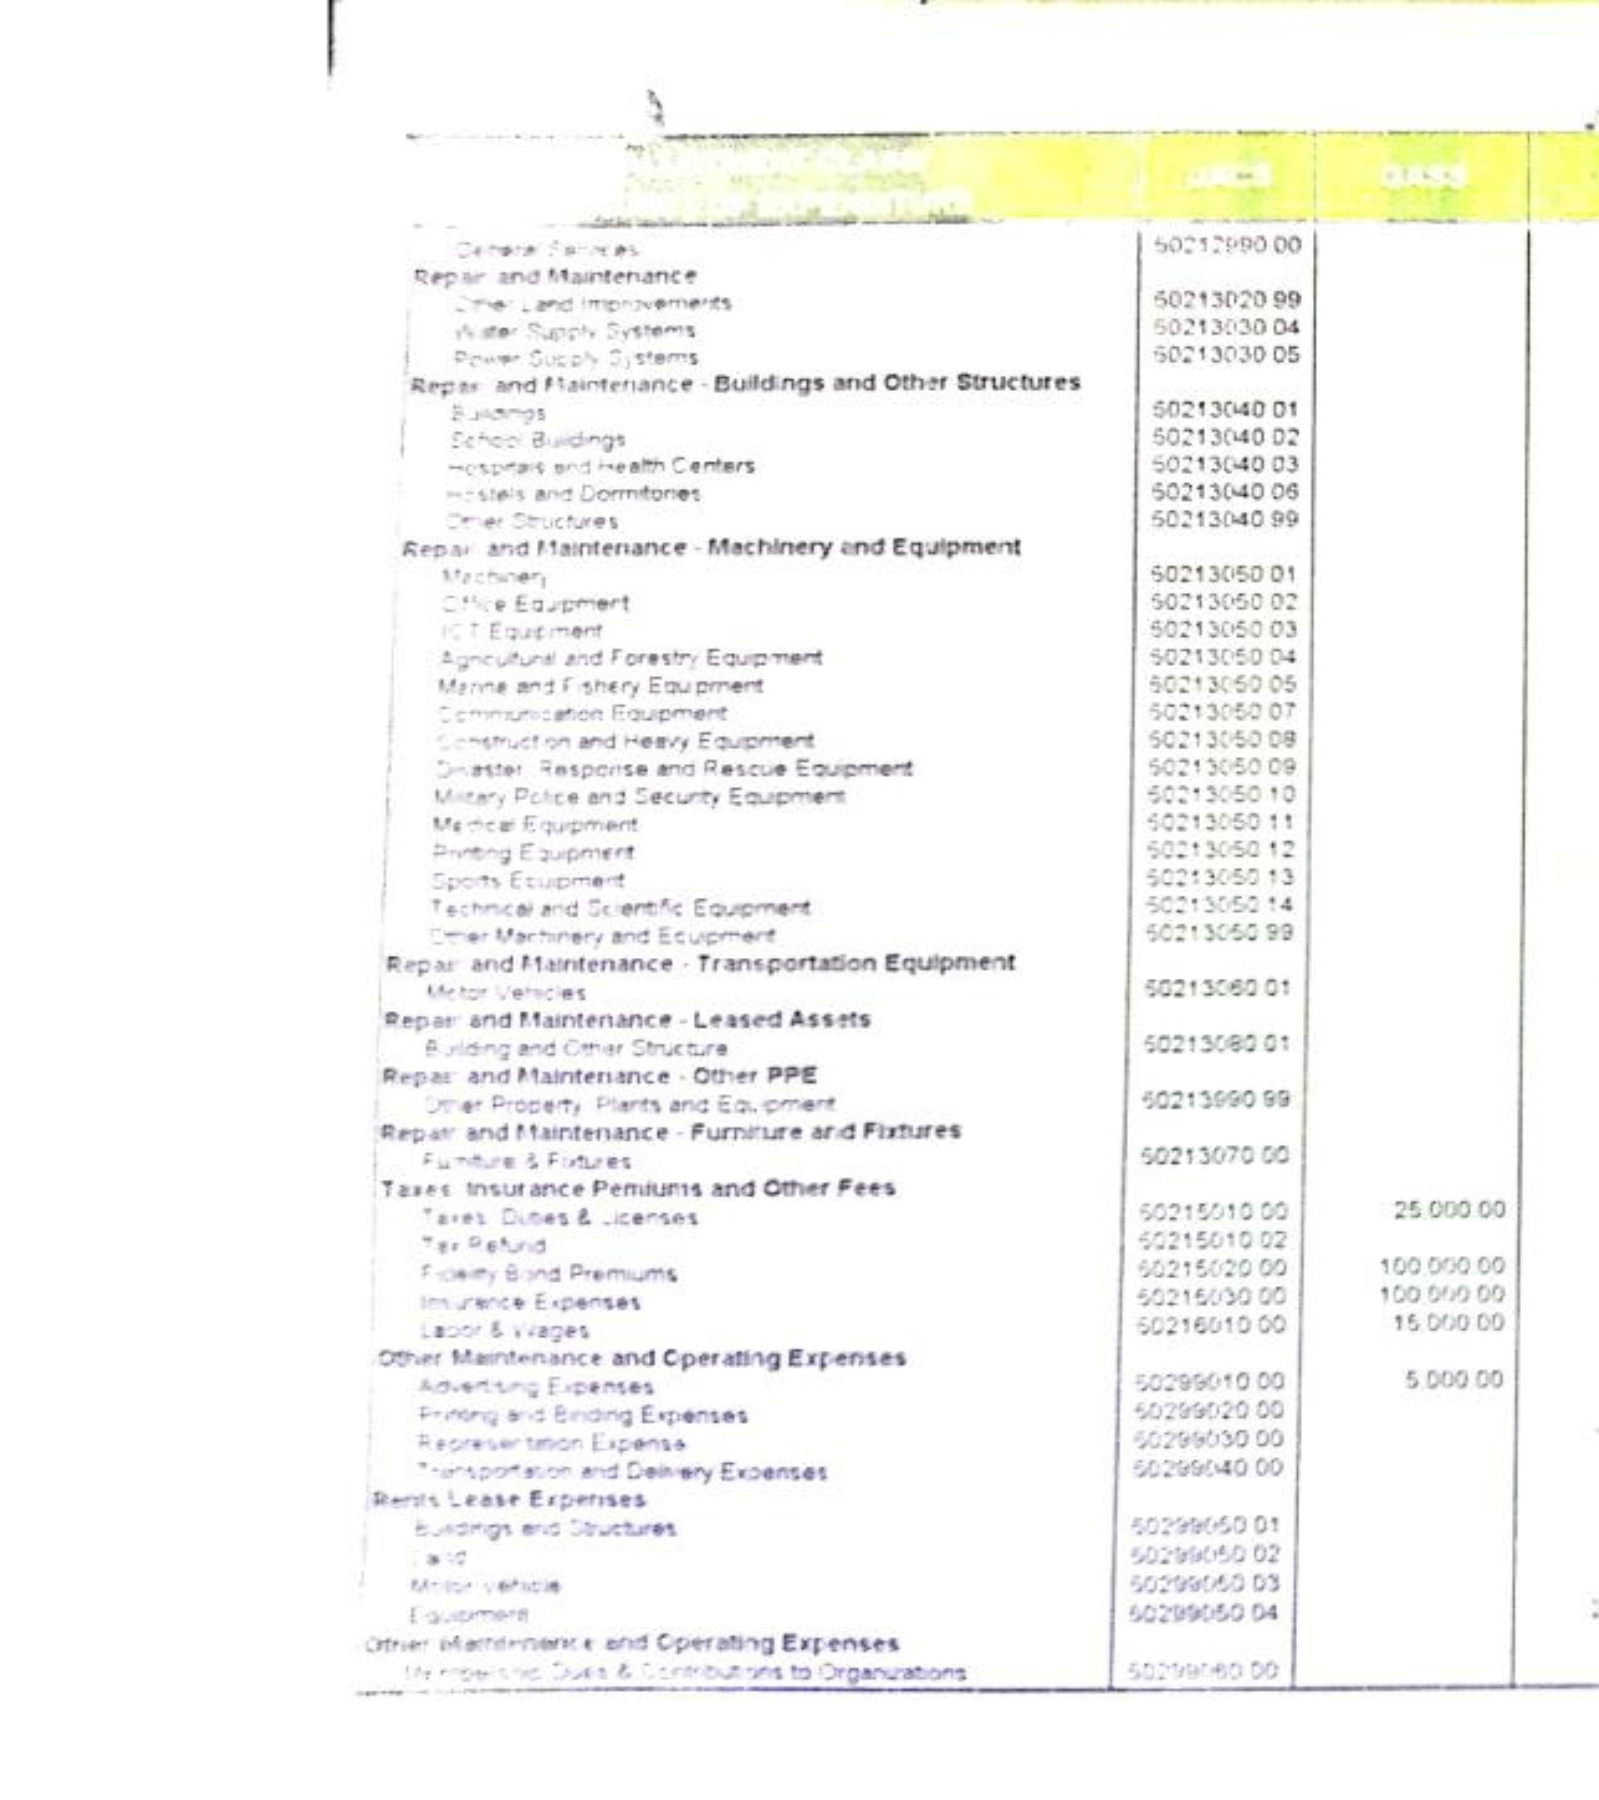 General Services 50212990 00
Repair and Maintenance
Other Land Improvements 50213020 99
Water Supply Systems 50213030 04
Power Supply Systems 50213030 05
Repair and Maintenance - Buildings and Other Structures
Buildings 50213040 01
School Buildings 50213040 02
Hospitals and Health Centers 50213040 03
Hostels and Dormitories 50213040 06
Other Structures 50213040 99
Repair and Maintenance - Machinery and Equipment
Machinery 50213050 01
Office Equipment 50213050 02
ICT Equipment 50213050 03
Agricultural and Forestry Equipment 50213050 04
Marine and Fishery Equipment 50213050 05
Communication Equipment 50213050 07
Construction and Heavy Equipment 50213050 08
Disaster, Response and Rescue Equipment 50213050 09
Military Police and Security Equipment 50213050 10
Medical Equipment 50213050 11
Printing Equipment 50213050 12
Sports Equipment 50213050 13
Technical and Scientific Equipment 50213050 14
Other Machinery and Equipment 50213050 99
Repair and Maintenance - Transportation Equipment
Motor Vehicles 50213060 01
Repair and Maintenance - Leased Assets
Building and Other Structure 50213080 01
Repair and Maintenance - Other PPE
Other Property, Plants and Equipment 50213990 99
Repair and Maintenance - Furniture and Fixtures
Furniture & Fixtures 50213070 00
Taxes, Insurance Pemiums and Other Fees
Taxes, Duties & Licenses 50215010 00 25,000.00
Tax Refund 50215010 02
Fidelity Bond Premiums 50215020 00 100,000.00
Insurance Expenses 50215030 00 100,000.00
Labor & Wages 50216010 00 15,000.00
Other Maintenance and Operating Expenses
Advertising Expenses 50299010 00 5,000.00
Printing and Binding Expenses 50299020 00
Representation Expense 50299030 00
Transportation and Delivery Expenses 50299040 00
Rents Lease Expenses
Buildings and Structures 50299050 01
Land 50299050 02
Motor vehicle 50299050 03
Equipment 50299050 04
Other Maintenance and Operating Expenses
Membership Dues & Contributions to Organizations 50299060 00